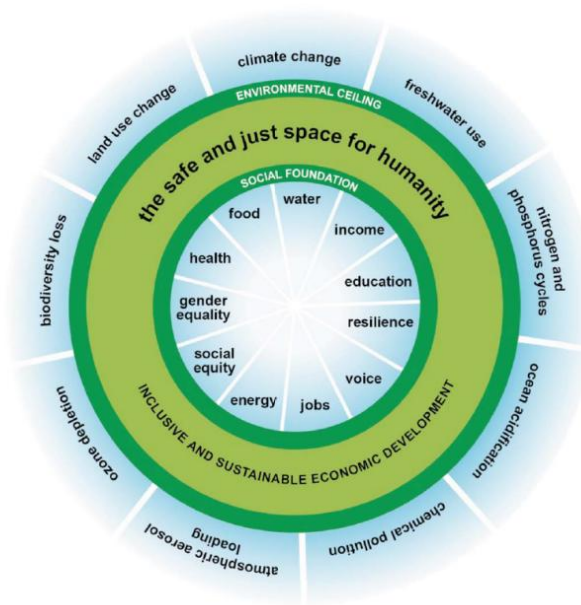 climate change
freshwater use
nitrogen and
phosphorus cycles
ocean acidification
chemical pollution
atmospheric aerosol
loading
ozone depletion
biodiversity loss
land use change
ENVIRONMENTAL CEILING
the safe and just space for humanity
SOCIAL FOUNDATION
water
income
education
resilience
voice
jobs
energy
social
equity
gender
equality
health
food
INCLUSIVE AND SUSTAINABLE ECONOMIC DEVELOPMENT